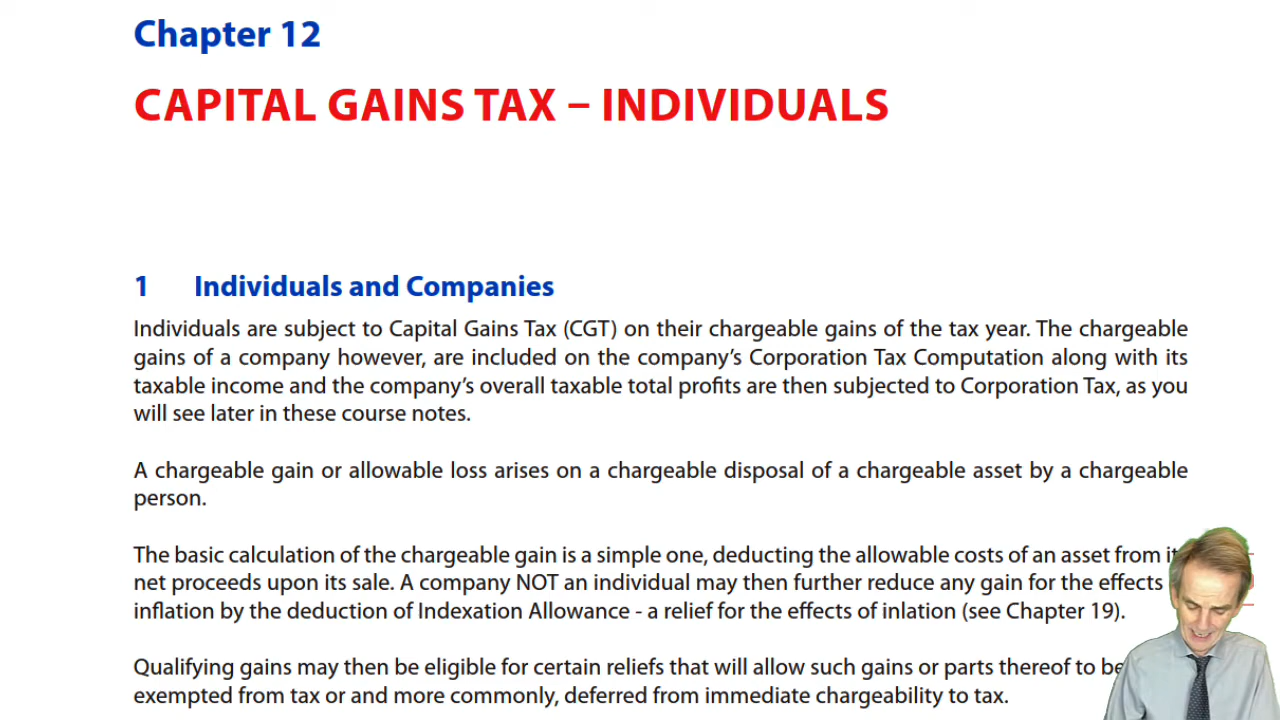 Chapter 12
CAPITAL GAINS TAX – INDIVIDUALS
1 Individuals and Companies
Individuals are subject to Capital Gains Tax (CGT) on their chargeable gains of the tax year. The chargeable
gains of a company however, are included on the company’s Corporation Tax Computation along with its
taxable income and the company’s overall taxable total profits are then subjected to Corporation Tax, as you
will see later in these course notes.
A chargeable gain or allowable loss arises on a chargeable disposal of a chargeable asset by a chargeable
person.
The basic calculation of the chargeable gain is a simple one, deducting the allowable costs of an asset from
net proceeds upon its sale. A company NOT an individual may then further reduce any gain for the effects
inflation by the deduction of Indexation Allowance - a relief for the effects of inlation (see Chapter 19).
Qualifying gains may then be eligible for certain reliefs that will allow such gains or parts thereof to be
exempted from tax or and more commonly, deferred from immediate chargeability to tax.